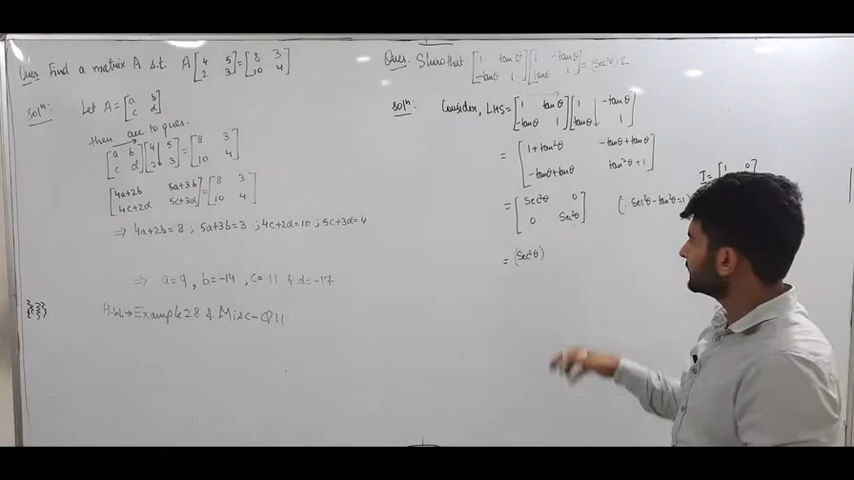 Ques. Find a matrix A s.t. A [4 5 = [8 3
2 3] 10 4]
Solⁿ: Let A = [a b
c d]
then acc. to ques.
[a b [4 5 = [8 3
c d] 2 3] 10 4]
[4a+2b 5a+3b = [8 3
4c+2d 5c+3d] 10 4]
⇒ 4a+2b=8 ; 5a+3b=3 ; 4c+2d=10 ; 5c+3d=4
⇒ a=9, b=-14, c=11 & d=-17
H.W.→ Example 28 & Misc-Q11
Ques. Show that [1 tanθ [1 -tanθ = (Sec²θ) I
-tanθ 1] tanθ 1]
Solⁿ: Consider, LHS = [1 tanθ [1 -tanθ
-tanθ 1] tanθ 1]
= [1+tan²θ -tanθ+tanθ
-tanθ+tanθ tan²θ+1]
I = [1 0
= [Sec²θ 0 (∵ Sec²θ-tan²θ=1
0 Sec²θ]
= (Sec²θ)